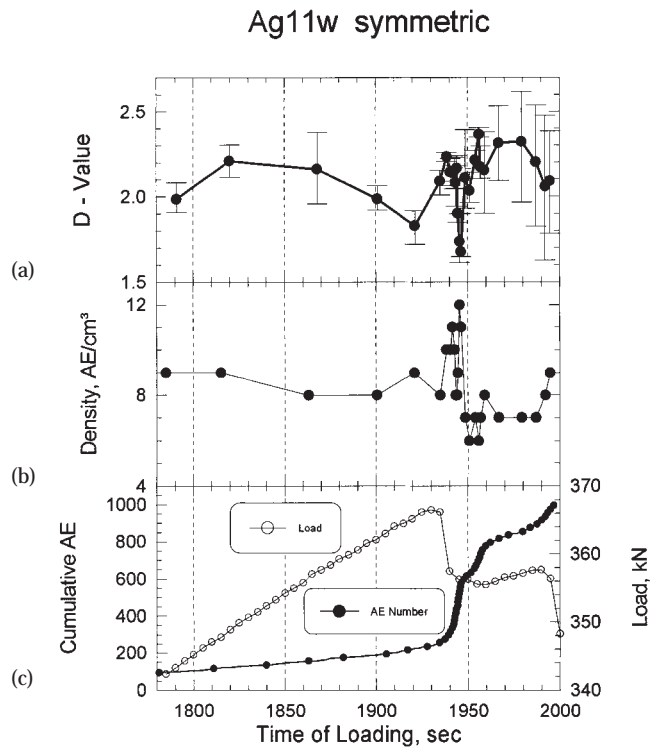 Ag11w symmetric
2.5
2.0
1.5
D - Value
(a)
12
8
4
Density, AE/cm³
(b)
1000
800
600
400
200
0
Cumulative AE
Load
AE Number
370
360
350
340
Load, kN
(c)
1800 1850 1900 1950 2000
Time of Loading, sec